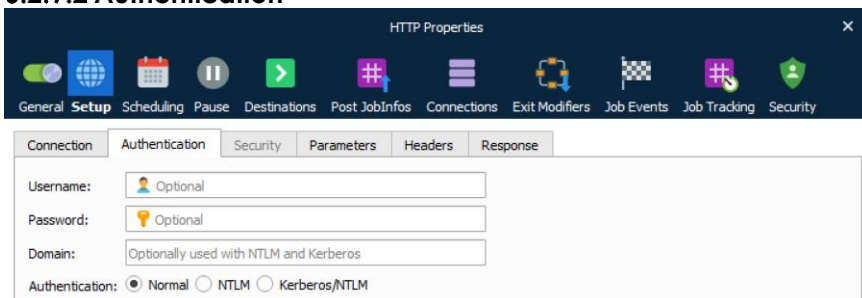 HTTP Properties
General Setup Scheduling Pause Destinations Post JobInfos Connections Exit Modifiers Job Events Job Tracking Security
Connection Authentication Security Parameters Headers Response
Username: Optional
Password: Optional
Domain: Optionally used with NTLM and Kerberos
Authentication: Normal NTLM Kerberos/NTLM